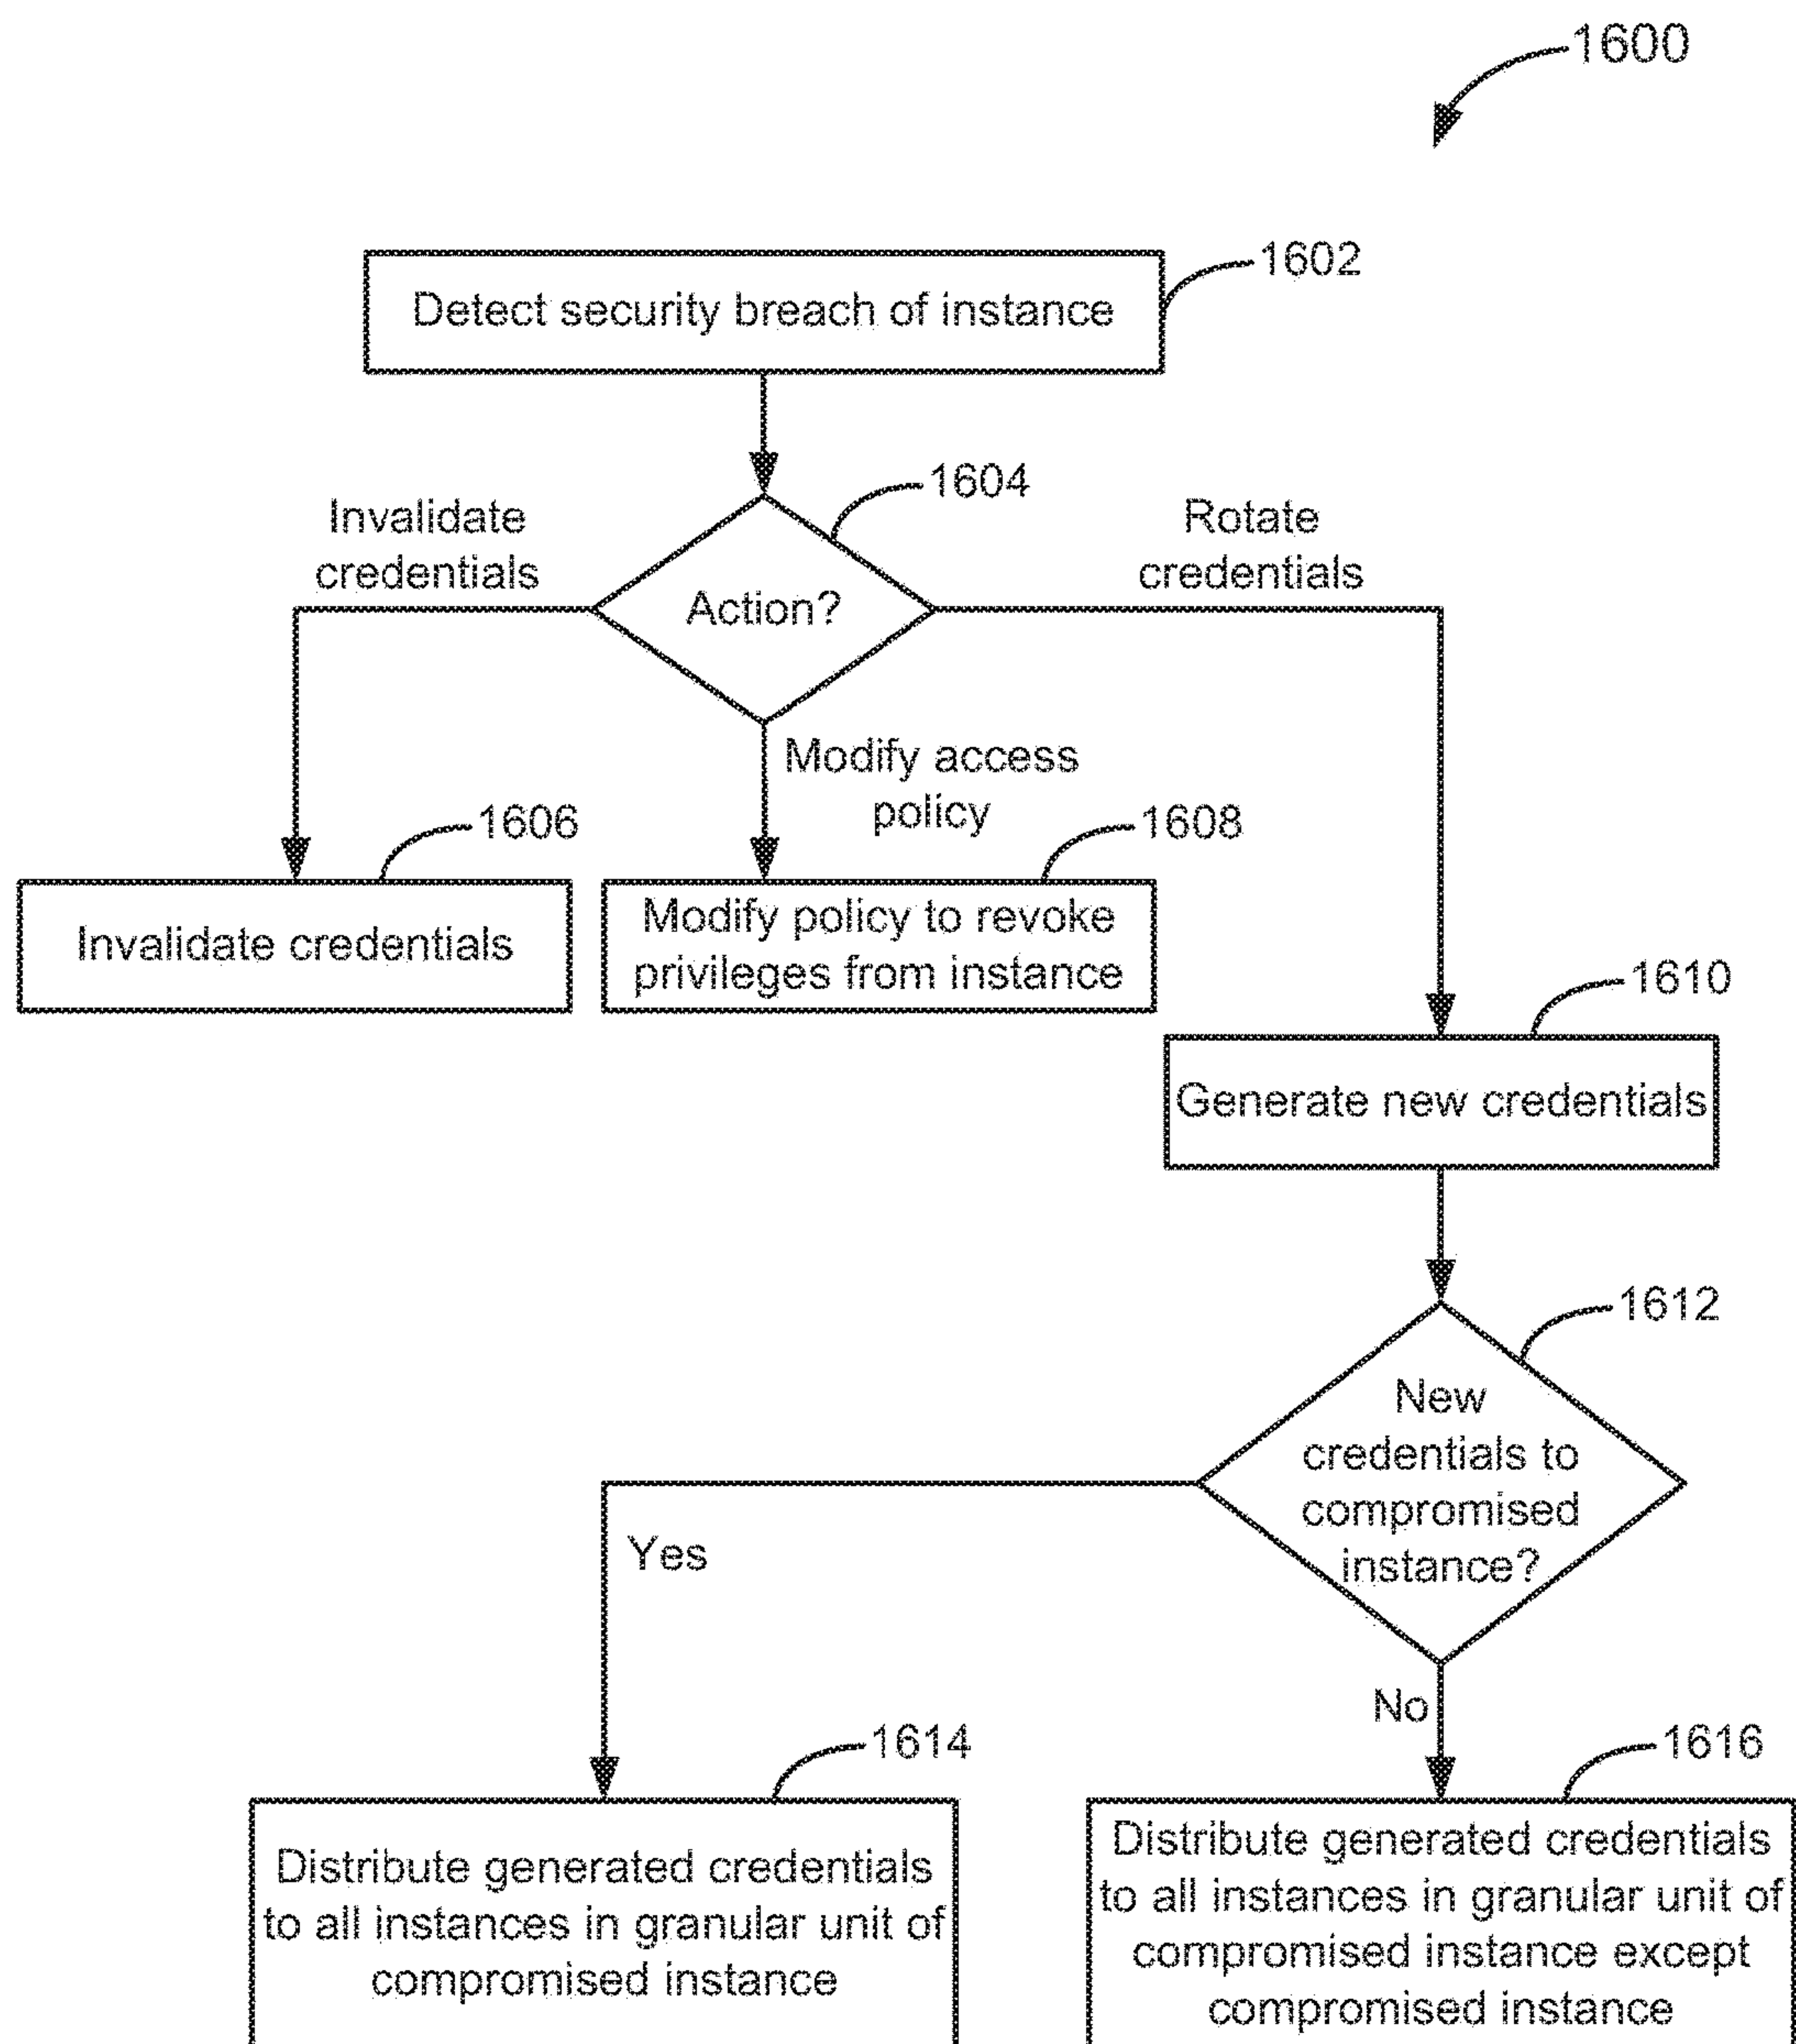 1600
1602
Detect security breach of instance
1604
Invalidate
credentials
Rotate
credentials
Action?
Modify access
policy
1606
1608
Invalidate credentials
Modify policy to revoke
privileges from instance
1610
Generate new credentials
1612
New
credentials to
compromised
instance?
Yes
No
1614
1616
Distribute generated credentials
to all instances in granular unit of
compromised instance
Distribute generated credentials
to all instances in granular unit of
compromised instance except
compromised instance